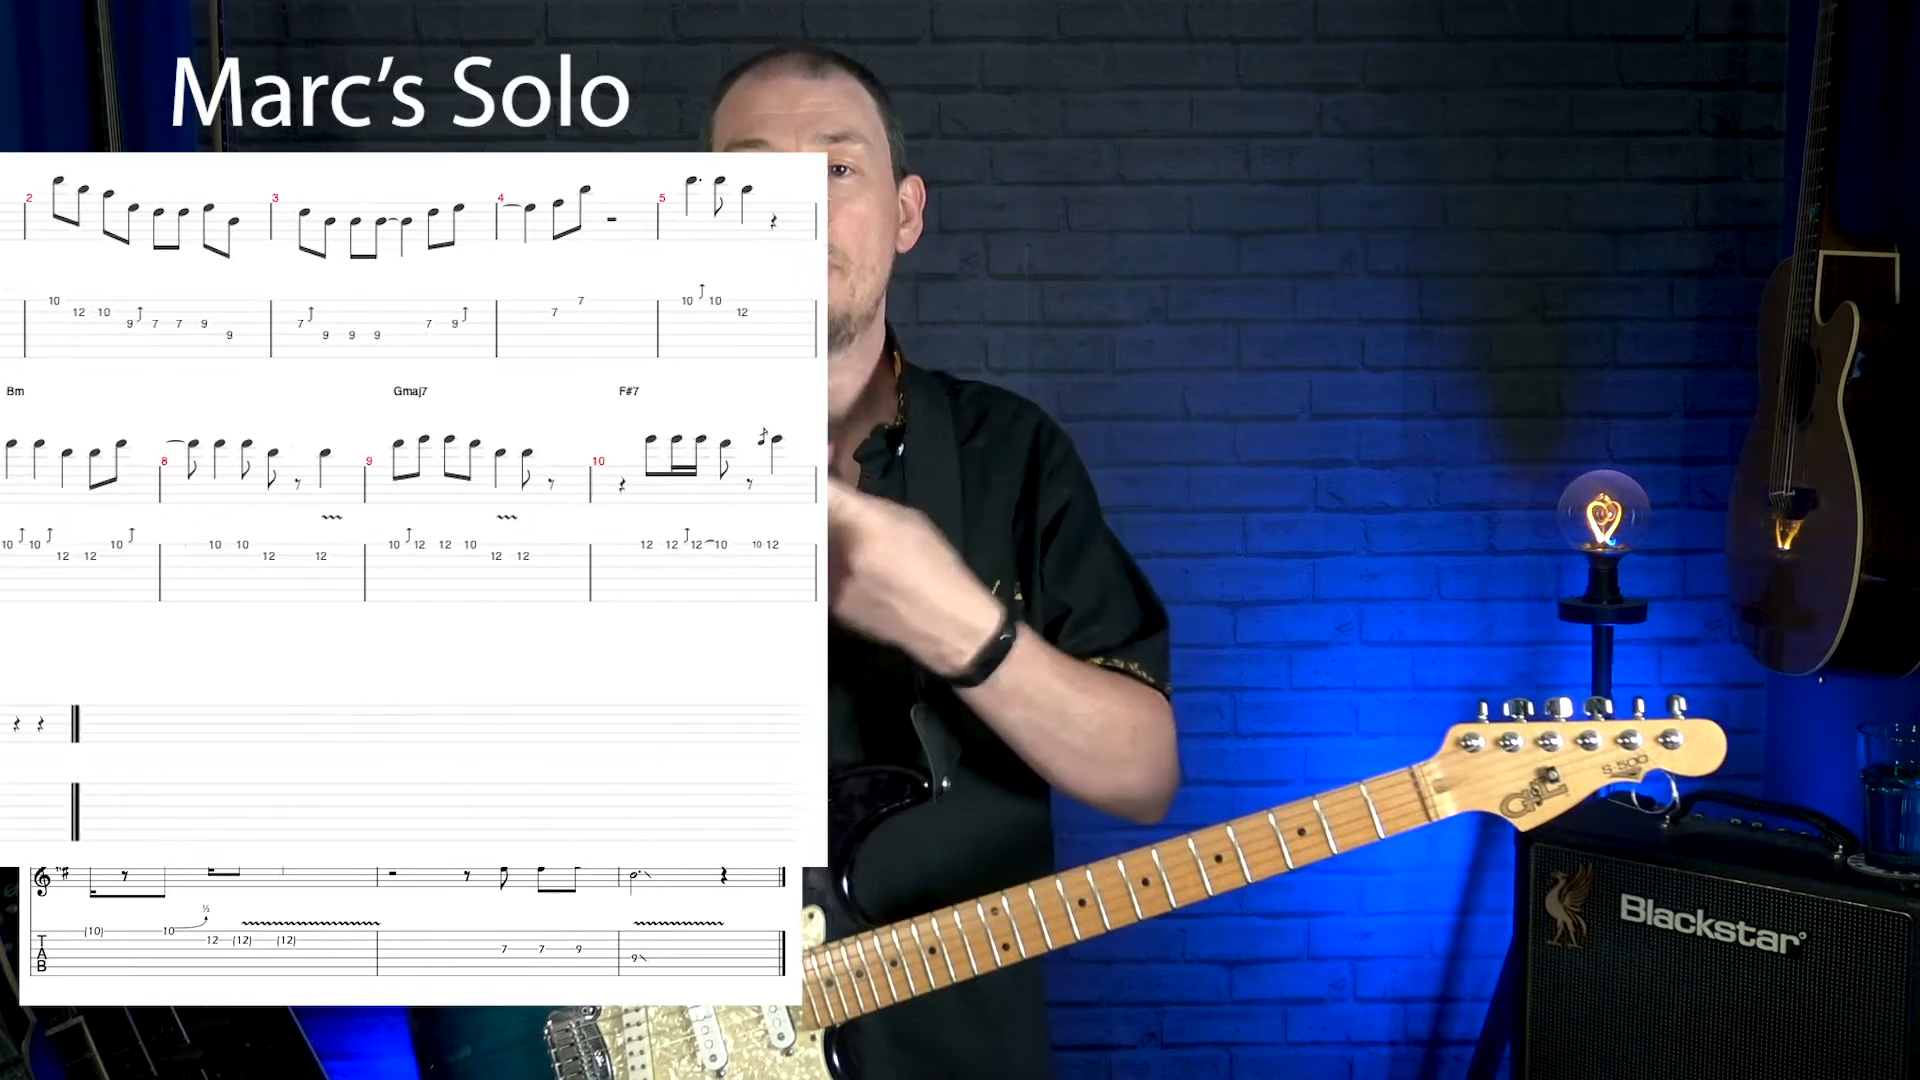 Marc's Solo
2 3 4 5
10 12 10 9 7 7 9 9 7 9 9 9 7 9 7 7 10 10 12
Bm Gmaj7 F#7
8 9 10
10 10 12 12 10 10 10 12 12 10 12 12 10 12 12 12 12 12 10 10 12
½
(10) 10 12 (12) (12) 7 7 9 9
TAB
G&L
S-500
Blackstar